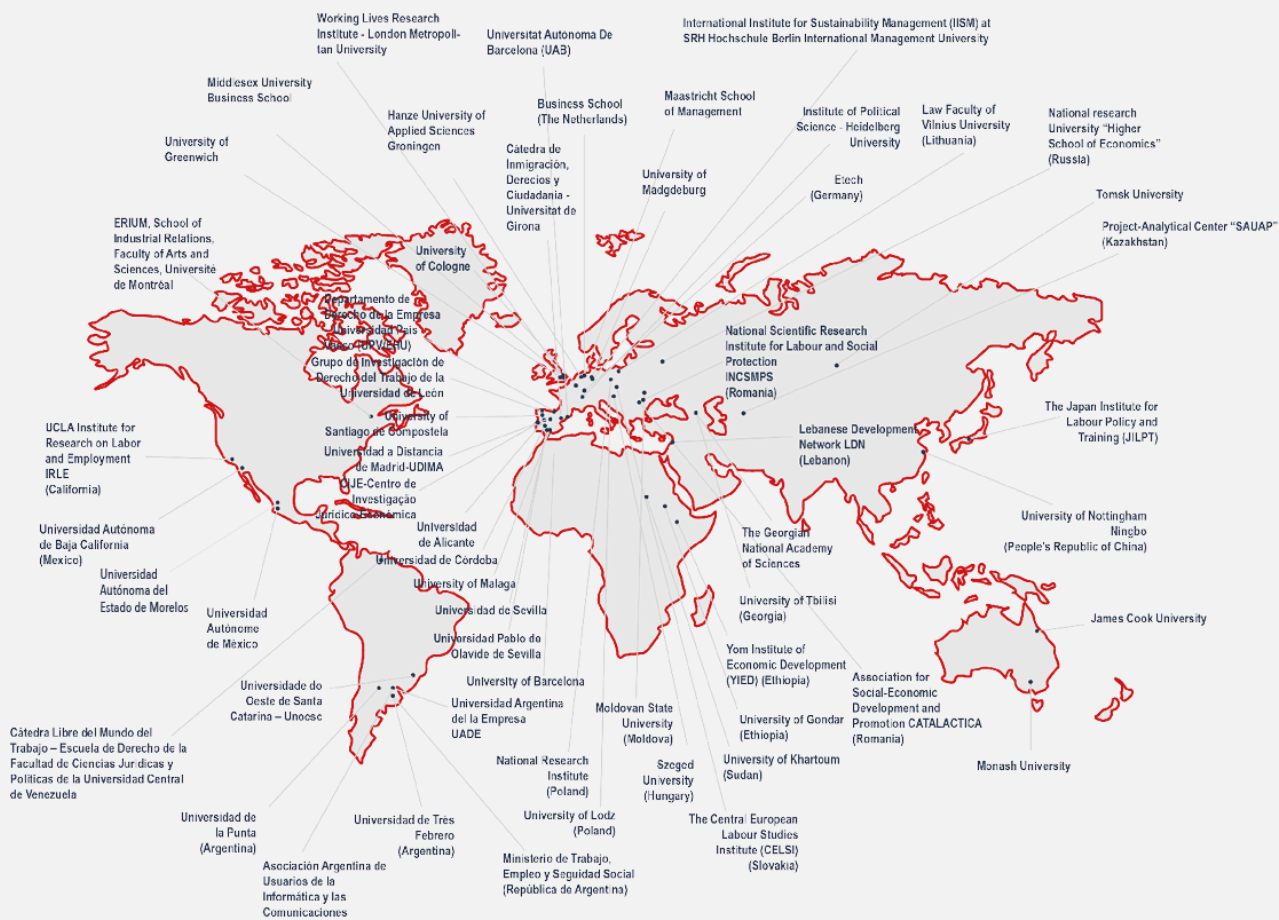 Working Lives Research
Institute - London Metropoli-
tan University
Universitat Autònoma De
Barcelona (UAB)
International Institute for Sustainability Management (IISM) at
SRH Hochschule Berlin International Management University
Middlesex University
Business School
Hanze University of
Applied Sciences
Groningen
Business School
(The Netherlands)
Maastricht School
of Management
Institute of Political
Science - Heidelberg
University
Law Faculty of
Vilnius University
(Lithuania)
National research
University “Higher
School of Economics”
(Russia)
University of
Greenwich
Cátedra de
Inmigración,
Derecios y
Ciudadanía -
Universitat de
Girona
University of
Madgdeburg
Etech
(Germany)
Tomsk University
ERIUM, School of
Industrial Relations,
Faculty of Arts and
Sciences, Université
de Montréal
University
of Cologne
Project-Analytical Center “SAUAP”
(Kazakhstan)
Departamento de
Derecho de la Empresa
Universidad País
Vasco (UPV/EHU)
Grupo de Investigación de
Derecho del Trabajo de la
Universidad de León
National Scientific Research
Institute for Labour and Social
Protection
INCSMPS
(Romania)
University of
Santiago de Compostela
UCLA Institute for
Research on Labor
and Employment
IRLE
(California)
Universidad a Distancia
de Madrid-UDIMA
CIJE-Centro de
Investigação
Jurídico-Económica
Lebanese Development
Network LDN
(Lebanon)
The Japan Institute for
Labour Policy and
Training (JILPT)
Universidad Autónoma
de Baja California
(Mexico)
Universidad
de Alicante
Universidad de Córdoba
University of Malaga
Universidad de Sevilla
Universidad Pablo de
Olavide de Sevilla
University of Barcelona
The Georgian
National Academy
of Sciences
University of Nottingham
Ningbo
(People's Republic of China)
Universidad
Autónoma del
Estado de Morelos
Universidad
Autónome
de México
University of Tbilisi
(Georgia)
James Cook University
Yom Institute of
Economic Development
(YIED) (Ethiopia)
Universidade do
Oeste de Santa
Catarina – Unoesc
Universidad Argentina
del la Empresa
UADE
Moldovan State
University
(Moldova)
University of Gondar
(Ethiopia)
Association for
Social-Economic
Development and
Promotion CATALACTICA
(Romania)
Cátedra Libre del Mundo del
Trabajo – Escuela de Derecho de la
Facultad de Ciencias Jurídicas y
Políticas de la Universidad Central
de Venezuela
National Research
Institute
(Poland)
Szeged
University
(Hungary)
University of Khartoum
(Sudan)
Monash University
Universidad de
la Punta
(Argentina)
Universidad de Três
Febrero
(Argentina)
University of Lodz
(Poland)
The Central European
Labour Studies
Institute (CELSI)
(Slovakia)
Asociación Argentina de
Usuarios de la
Informática y las
Comunicaciones
Ministerio de Trabajo,
Empleo y Seguidad Social
(República de Argentina)